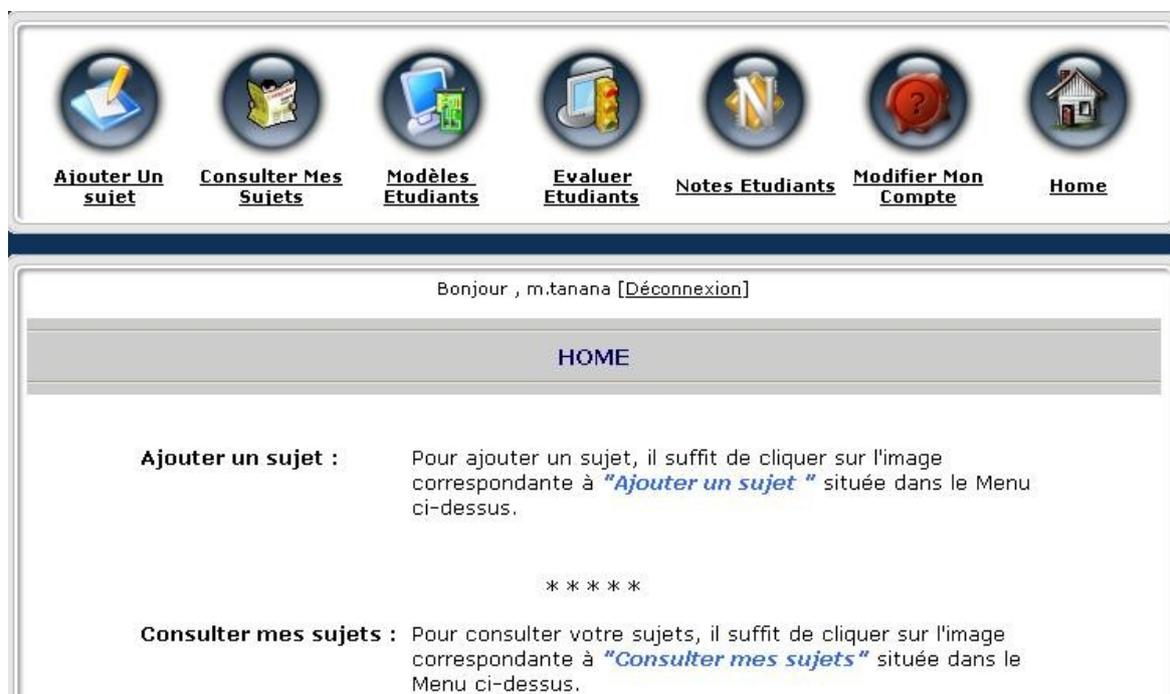 Ajouter Un sujet
Consulter Mes Sujets
Modèles Etudiants
Evaluer Etudiants
Notes Etudiants
Modifier Mon Compte
Home
Bonjour , m.tanana [Déconnexion]
HOME
Ajouter un sujet :
Pour ajouter un sujet, il suffit de cliquer sur l'image
correspondante à "Ajouter un sujet " située dans le Menu
ci-dessus.
* * * * *
Consulter mes sujets :
Pour consulter votre sujets, il suffit de cliquer sur l'image
correspondante à "Consulter mes sujets" située dans le
Menu ci-dessus.